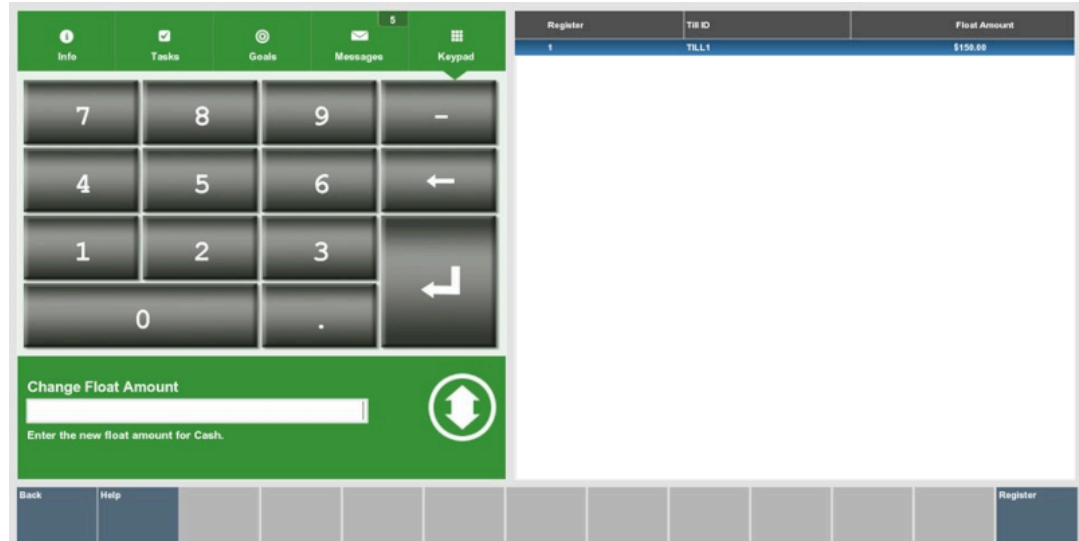 5
Info Tasks Goals Messages Keypad
7 8 9 -
4 5 6
1 2 3
0 .
Change Float Amount
Enter the new float amount for Cash.
Register Till ID Float Amount
1 TILL1 $150.00
Back Help Register